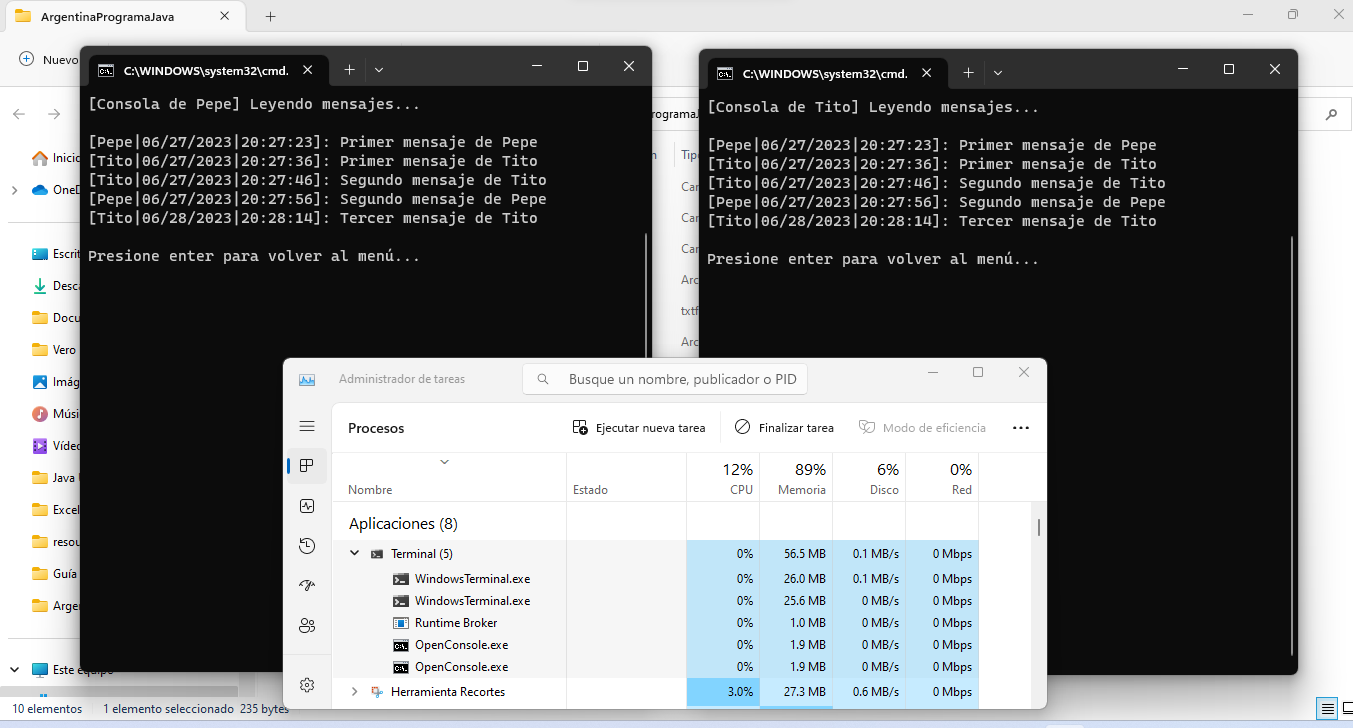 ArgentinaProgramaJava
Nuevo
C:\WINDOWS\system32\cmd.
[Consola de Pepe] Leyendo mensajes...
[Pepe|06/27/2023|20:27:23]: Primer mensaje de Pepe
[Tito|06/27/2023|20:27:36]: Primer mensaje de Tito
[Tito|06/27/2023|20:27:46]: Segundo mensaje de Tito
[Pepe|06/27/2023|20:27:56]: Segundo mensaje de Pepe
[Tito|06/28/2023|20:28:14]: Tercer mensaje de Tito
Presione enter para volver al menú...
C:\WINDOWS\system32\cmd.
[Consola de Tito] Leyendo mensajes...
[Pepe|06/27/2023|20:27:23]: Primer mensaje de Pepe
[Tito|06/27/2023|20:27:36]: Primer mensaje de Tito
[Tito|06/27/2023|20:27:46]: Segundo mensaje de Tito
[Pepe|06/27/2023|20:27:56]: Segundo mensaje de Pepe
[Tito|06/28/2023|20:28:14]: Tercer mensaje de Tito
Presione enter para volver al menú...
Inicio
OneD
Escrit
Desca
Docu
Vero
Imág
Músi
Vídeo
Java
Excel
resou
Guía
Arge
Este equipo
rograma
Tip
Car
Car
Car
Arc
txtf
Arc
Administrador de tareas
Busque un nombre, publicador o PID
Procesos
Ejecutar nueva tarea
Finalizar tarea
Modo de eficiencia
12% 89% 6% 0%
Nombre Estado CPU Memoria Disco Red
Aplicaciones (8)
Terminal (5) 0% 56.5 MB 0.1 MB/s 0 Mbps
WindowsTerminal.exe 0% 26.0 MB 0.1 MB/s 0 Mbps
WindowsTerminal.exe 0% 25.6 MB 0 MB/s 0 Mbps
Runtime Broker 0% 1.0 MB 0 MB/s 0 Mbps
OpenConsole.exe 0% 1.9 MB 0 MB/s 0 Mbps
OpenConsole.exe 0% 1.9 MB 0 MB/s 0 Mbps
Herramienta Recortes 3.0% 27.3 MB 0.6 MB/s 0 Mbps
10 elementos 1 elemento seleccionado 235 bytes